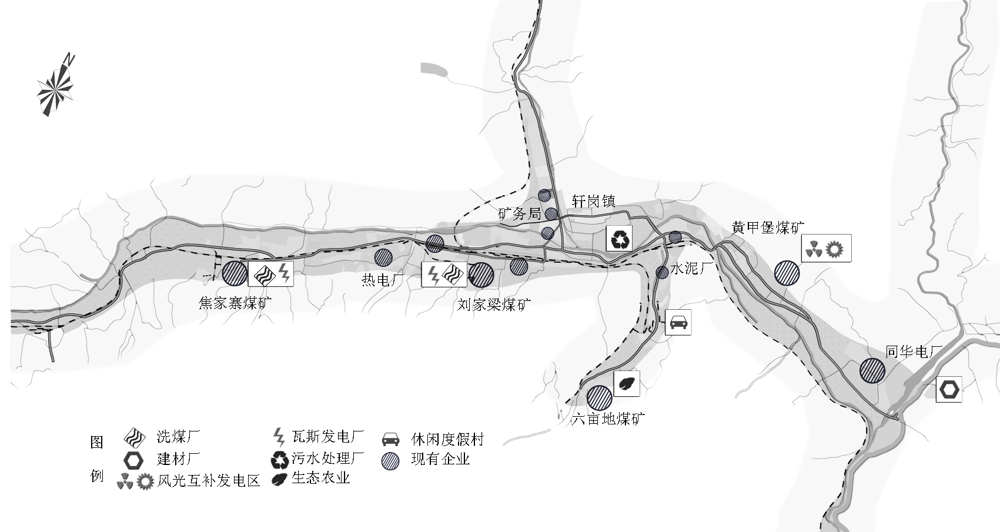 N
轩岗镇
矿务局
黄甲堡煤矿
水泥厂
热电厂
焦家寨煤矿
刘家梁煤矿
同华电厂
六亩地煤矿
图例
洗煤厂
瓦斯发电厂
休闲度假村
建材厂
污水处理厂
现有企业
风光互补发电区
生态农业